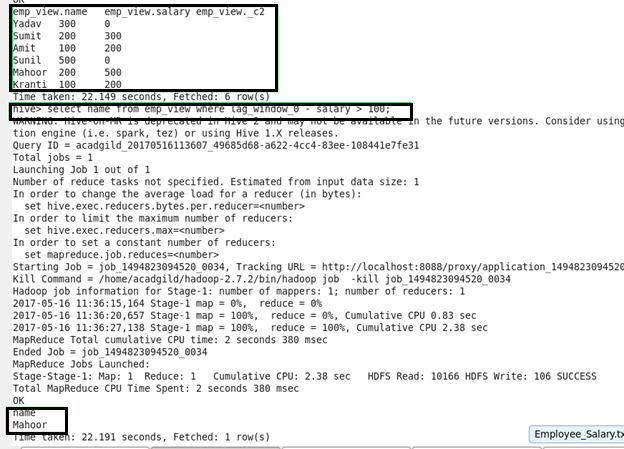 OK
emp_view.name emp_view.salary emp_view._c2
Yadav 300 0
Sumit 200 300
Amit 100 200
Sunil 500 0
Mahoor 200 500
Kranti 100 200
Time taken: 22.149 seconds, Fetched: 6 row(s)
hive> select name from emp_view where lag_window_0 - salary > 100;
WARNING: Hive-on-MR is deprecated in Hive 2 and may not be available in the future versions. Consider using
tion engine (i.e. spark, tez) or using Hive 1.X releases.
Query ID = acadgild_20170516113607_49685d68-a622-4cc4-83ee-108441e7fe31
Total jobs = 1
Launching Job 1 out of 1
Number of reduce tasks not specified. Estimated from input data size: 1
In order to change the average load for a reducer (in bytes):
set hive.exec.reducers.bytes.per.reducer=<number>
In order to limit the maximum number of reducers:
set hive.exec.reducers.max=<number>
In order to set a constant number of reducers:
set mapreduce.job.reduces=<number>
Starting Job = job_1494823094520_0034, Tracking URL = http://localhost:8088/proxy/application_1494823094520
Kill Command = /home/acadgild/hadoop-2.7.2/bin/hadoop job -kill job_1494823094520_0034
Hadoop job information for Stage-1: number of mappers: 1; number of reducers: 1
2017-05-16 11:36:15,164 Stage-1 map = 0%, reduce = 0%
2017-05-16 11:36:20,657 Stage-1 map = 100%, reduce = 0%, Cumulative CPU 0.83 sec
2017-05-16 11:36:27,138 Stage-1 map = 100%, reduce = 100%, Cumulative CPU 2.38 sec
MapReduce Total cumulative CPU time: 2 seconds 380 msec
Ended Job = job_1494823094520_0034
MapReduce Jobs Launched:
Stage-Stage-1: Map: 1 Reduce: 1 Cumulative CPU: 2.38 sec HDFS Read: 10166 HDFS Write: 106 SUCCESS
Total MapReduce CPU Time Spent: 2 seconds 380 msec
OK
name
Mahoor
Time taken: 22.191 seconds, Fetched: 1 row(s)
Employee_Salary.tx